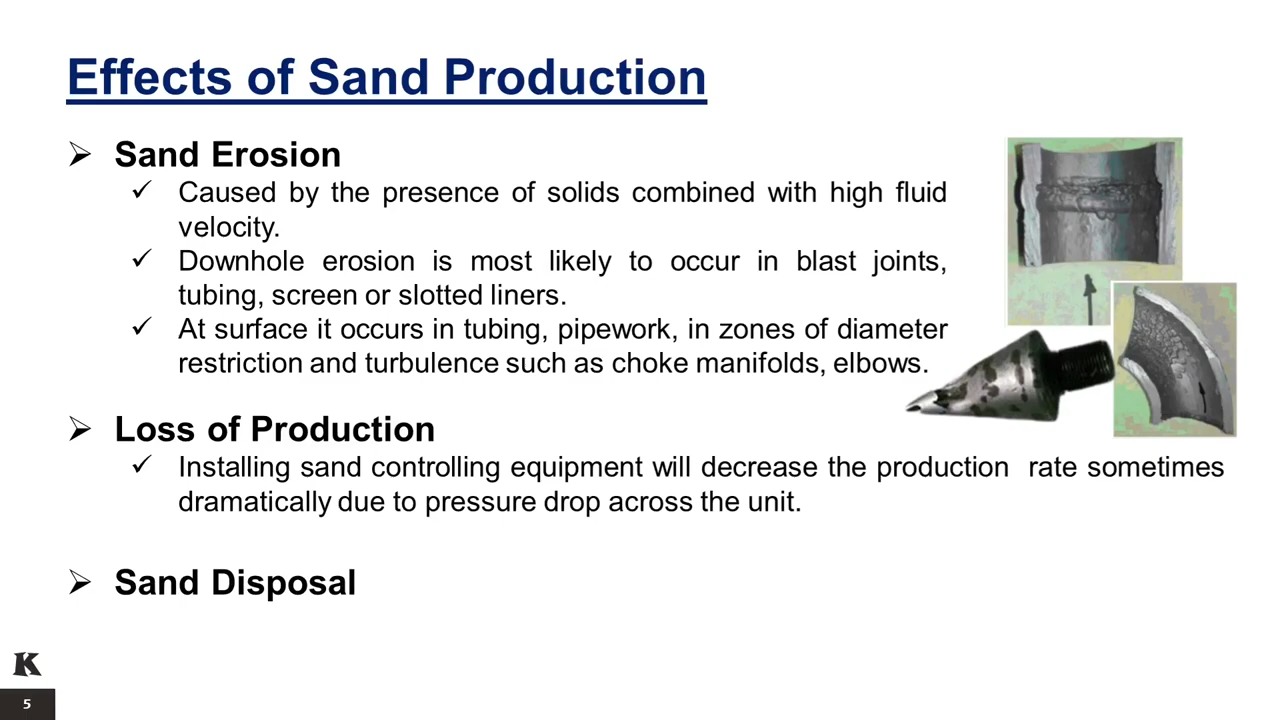 Effects of Sand Production
Sand Erosion
Caused by the presence of solids combined with high fluid
velocity.
Downhole erosion is most likely to occur in blast joints,
tubing, screen or slotted liners.
At surface it occurs in tubing, pipework, in zones of diameter
restriction and turbulence such as choke manifolds, elbows.
Loss of Production
Installing sand controlling equipment will decrease the production rate sometimes
dramatically due to pressure drop across the unit.
Sand Disposal
K
5